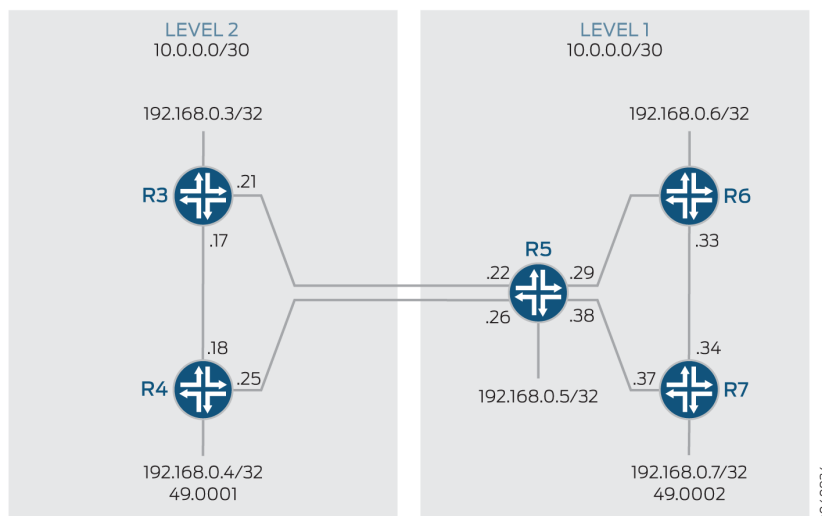 LEVEL 2
10.0.0.0/30
192.168.0.3/32
R3
.21
.17
.18
R4
.25
192.168.0.4/32
49.0001
LEVEL 1
10.0.0.0/30
192.168.0.6/32
R6
R5
.22
.29
.33
.26
.38
.34
.37
R7
192.168.0.5/32
192.168.0.7/32
49.0002